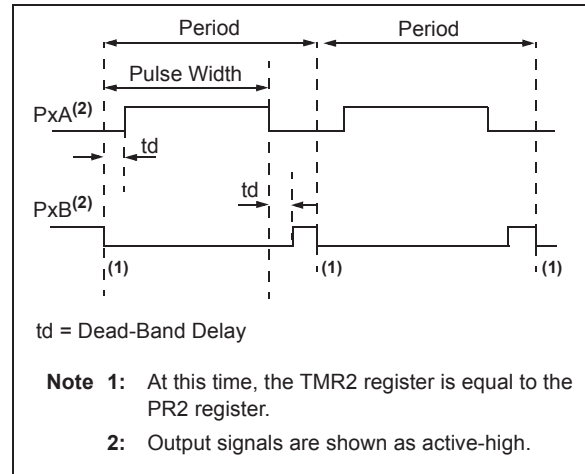 Period Period
Pulse Width
PxA(2)
td
td
PxB(2)
(1) (1) (1)
td = Dead-Band Delay
Note 1: At this time, the TMR2 register is equal to the
PR2 register.
2: Output signals are shown as active-high.